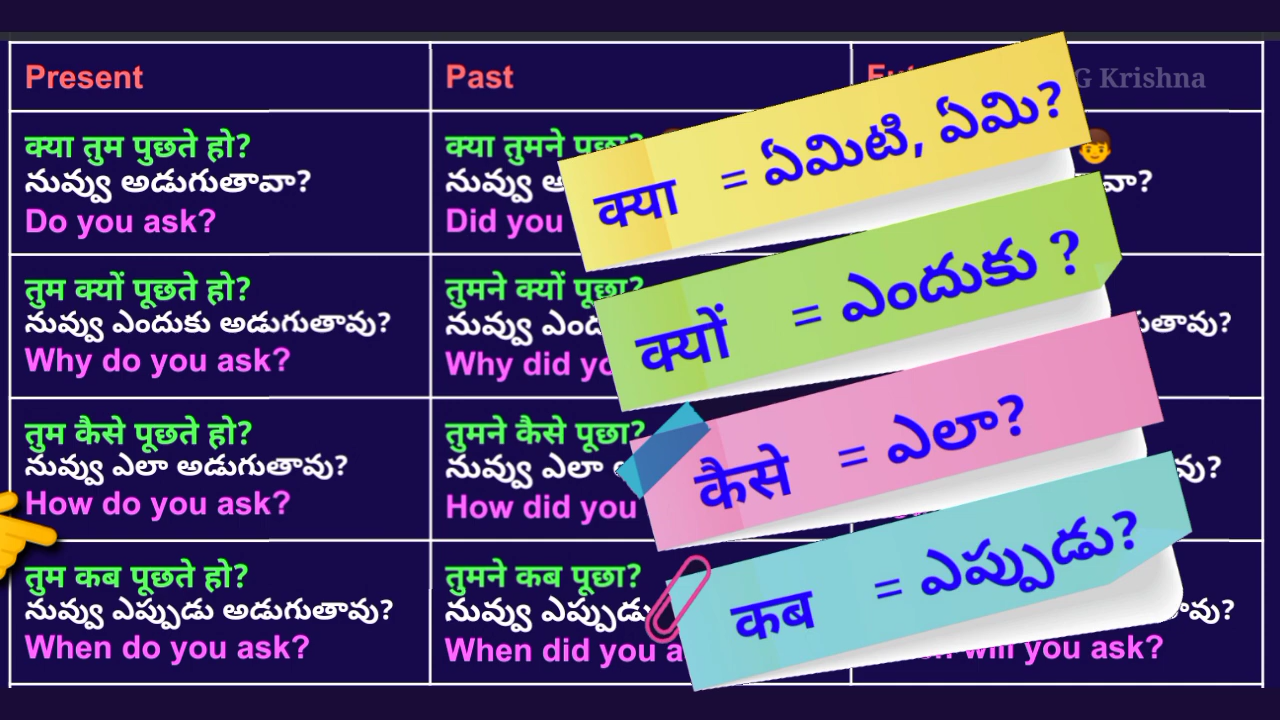 Present
Past
G Krishna
क्या तुम पुछते हो?
నువ్వు అడుగుతావా?
Do you ask?
क्या तुमने पूछा?
నువ్వు
Did you
तुम क्यों पूछते हो?
నువ్వు ఎందుకు అడుగుతావు?
Why do you ask?
तुमने क्यों पूछा?
నువ్వు
Why did
तुम कैसे पूछते हो?
నువ్వు ఎలా అడుగుతావు?
How do you ask?
तुमने कैसे पूछा?
నువ్వు ఎలా
How did you
तुम कब पूछते हो?
నువ్వు ఎప్పుడు అడుగుతావు?
When do you ask?
तुमने कब पूछा?
నువ్వు ఎప్పుడు
When did you
will you ask?
क्या = ఏమిటి, ఏమి?
क्यों = ఎందుకు ?
कैसे = ఎలా?
कब = ఎప్పుడు?